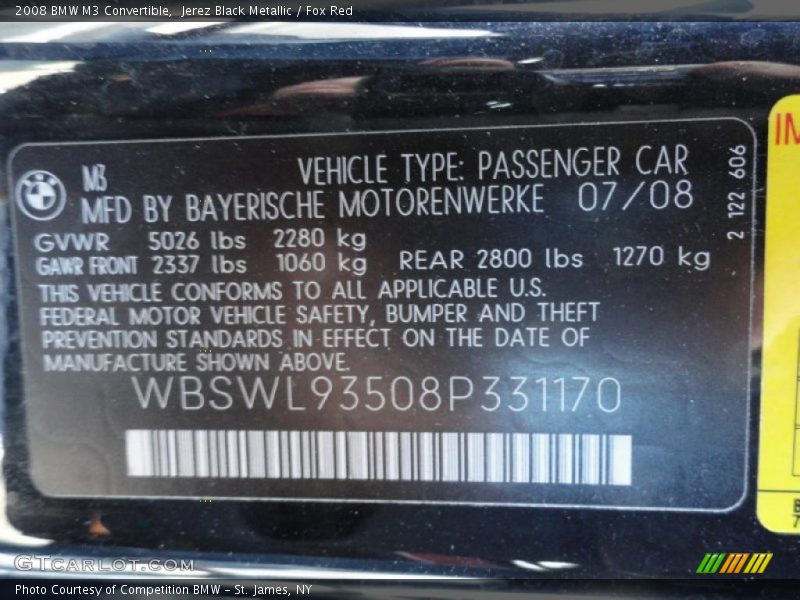 2008 BMW M3 Convertible, Jerez Black Metallic / Fox Red
M3
VEHICLE TYPE: PASSENGER CAR
MFD BY BAYERISCHE MOTORENWERKE 07/08
GVWR 5026 lbs 2280 kg
GAWR FRONT 2337 lbs 1060 kg REAR 2800 lbs 1270 kg
THIS VEHICLE CONFORMS TO ALL APPLICABLE U.S.
FEDERAL MOTOR VEHICLE SAFETY, BUMPER AND THEFT
PREVENTION STANDARDS IN EFFECT ON THE DATE OF
MANUFACTURE SHOWN ABOVE.
WBSWL93508P331170
2 122 606
GTCARLOT.COM
Photo Courtesy of Competition BMW – St. James, NY